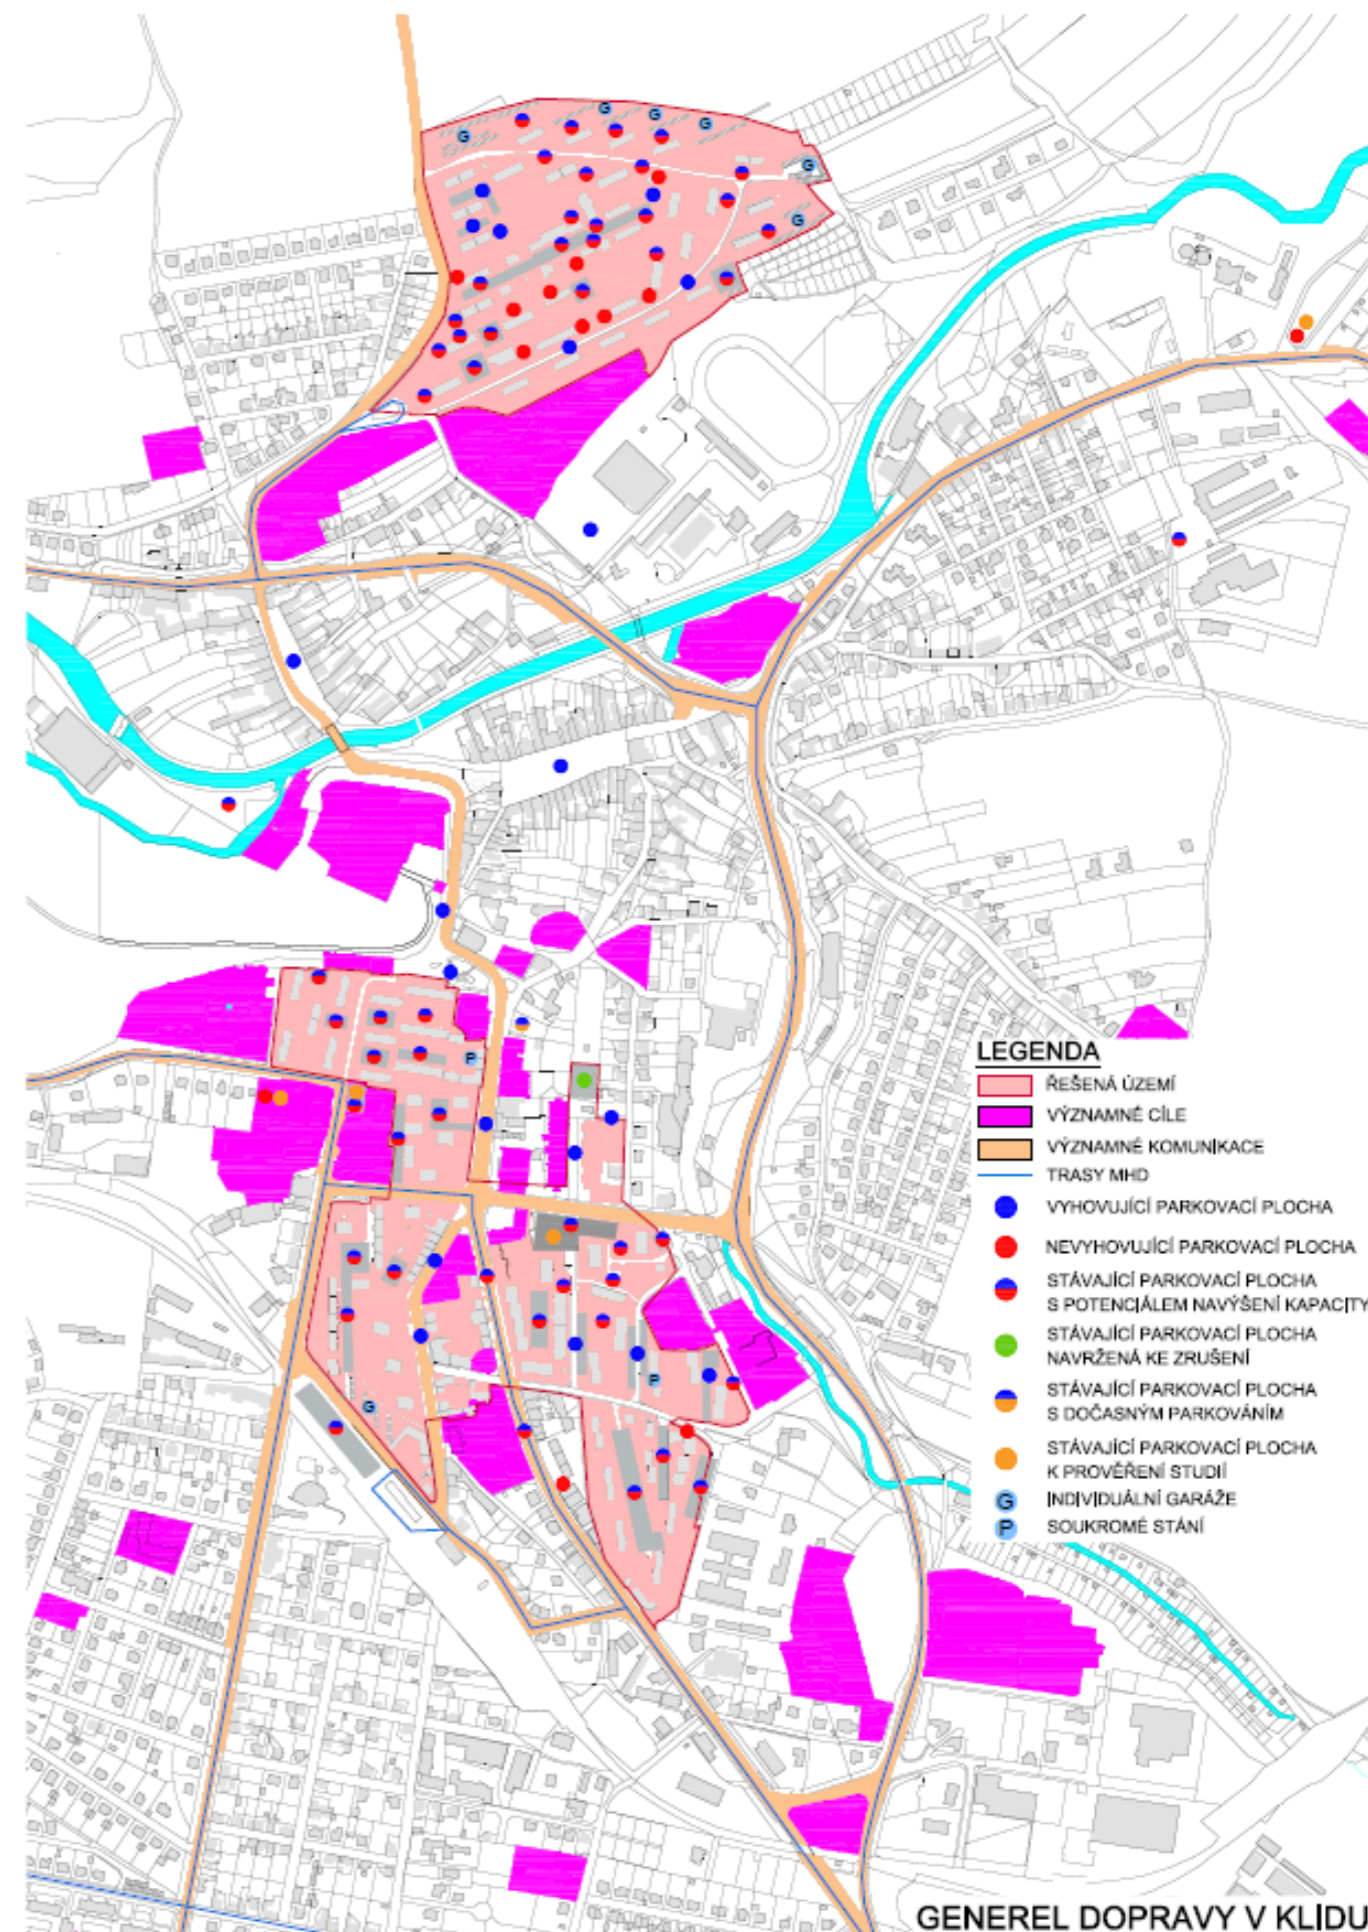 G
G
G
G
G
G
P
P
G
LEGENDA
ŘEŠENÁ ÚZEMÍ
VÝZNAMNÉ CÍLE
VÝZNAMNÉ KOMUNIKACE
TRASY MHD
VYHOVUJÍCÍ PARKOVACÍ PLOCHA
NEVYHOVUJÍCÍ PARKOVACÍ PLOCHA
STÁVAJÍCÍ PARKOVACÍ PLOCHA
S POTENCIÁLEM NAVÝŠENÍ KAPACITY
STÁVAJÍCÍ PARKOVACÍ PLOCHA
NAVRŽENÁ KE ZRUŠENÍ
STÁVAJÍCÍ PARKOVACÍ PLOCHA
S DOČASNÝM PARKOVÁNÍM
STÁVAJÍCÍ PARKOVACÍ PLOCHA
K PROVĚŘENÍ STUDIÍ
G INDIVIDUÁLNÍ GARÁŽE
P SOUKROMÉ STÁNÍ
GENEREL DOPRAVY V KLIDU